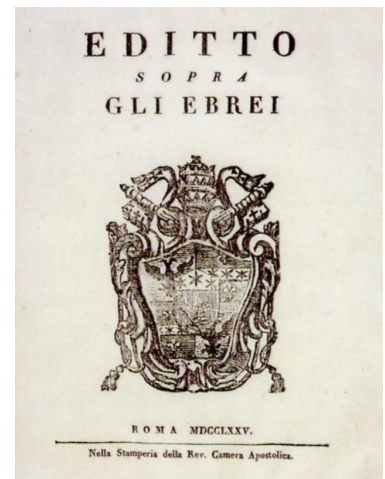 EDITTO
SOPRA
GLI EBREI
ROMA MDCCLXXV.
Nella Stamperia della Rev. Camera Apostolica.